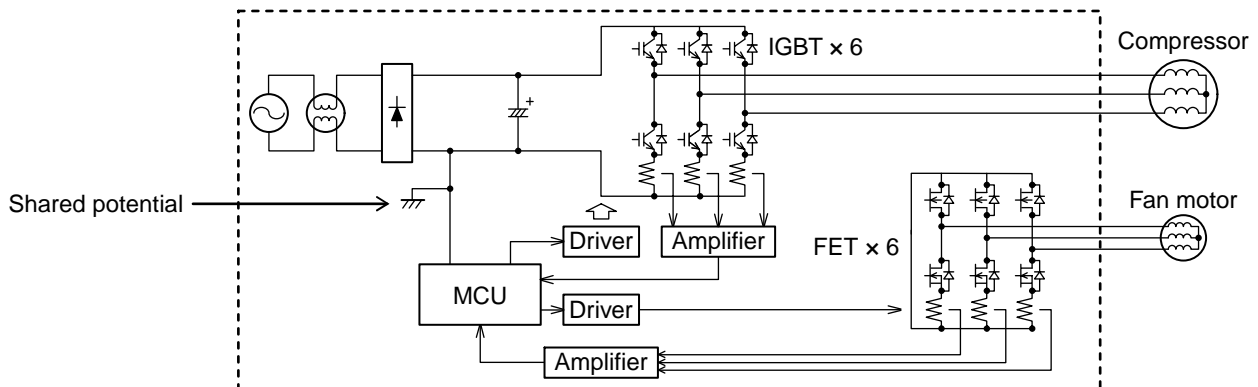 IGBT × 6
Compressor
+
Shared potential
Fan motor
Driver
Amplifier
FET × 6
MCU
Driver
Amplifier